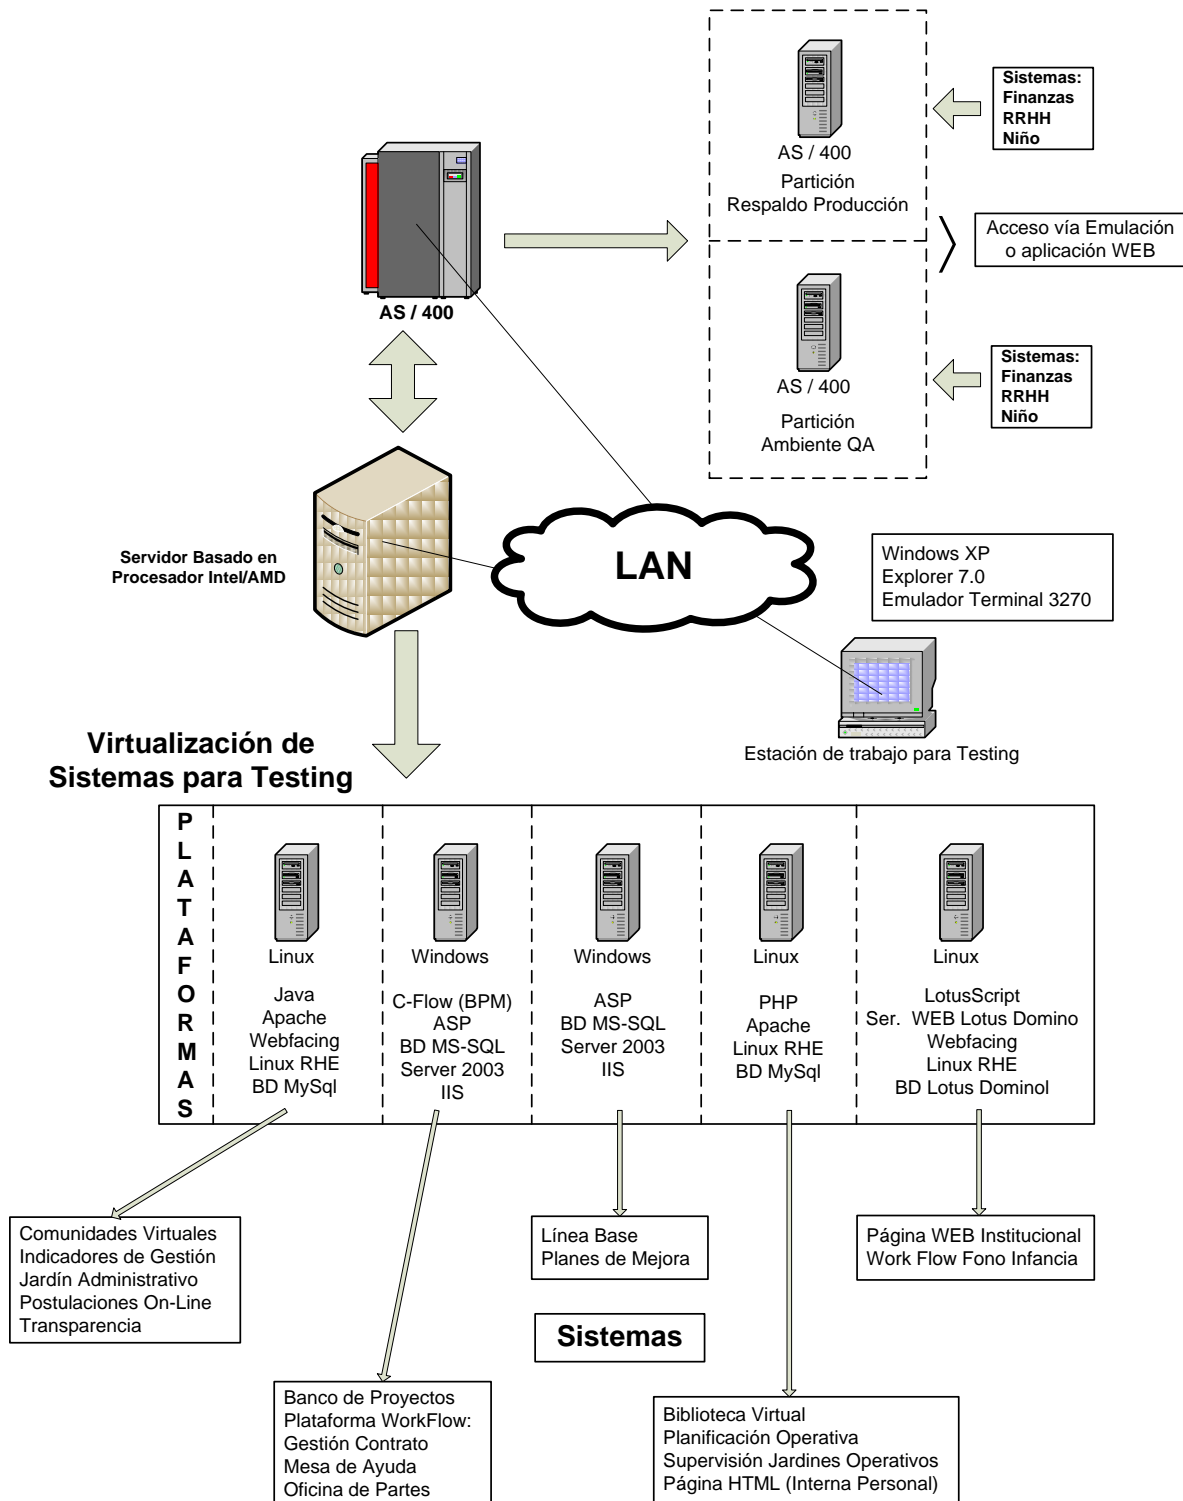 AS / 400
Partición
Respaldo Producción
Sistemas:
Finanzas
RRHH
Niño
AS / 400
Acceso vía Emulación
o aplicación WEB
AS / 400
Partición
Ambiente QA
Sistemas:
Finanzas
RRHH
Niño
Servidor Basado en
Procesador Intel/AMD
LAN
Windows XP
Explorer 7.0
Emulador Terminal 3270
Estación de trabajo para Testing
Virtualización de
Sistemas para Testing
PLATAFORMAS
Linux
Java
Apache
Webfacing
Linux RHE
BD MySql
Windows
C-Flow (BPM)
ASP
BD MS-SQL
Server 2003
IIS
Windows
ASP
BD MS-SQL
Server 2003
IIS
Linux
PHP
Apache
Linux RHE
BD MySql
Linux
LotusScript
Ser. WEB Lotus Domino
Webfacing
Linux RHE
BD Lotus Dominol
Comunidades Virtuales
Indicadores de Gestión
Jardín Administrativo
Postulaciones On-Line
Transparencia
Línea Base
Planes de Mejora
Página WEB Institucional
Work Flow Fono Infancia
Sistemas
Banco de Proyectos
Plataforma WorkFlow:
Gestión Contrato
Mesa de Ayuda
Oficina de Partes
Biblioteca Virtual
Planificación Operativa
Supervisión Jardines Operativos
Página HTML (Interna Personal)